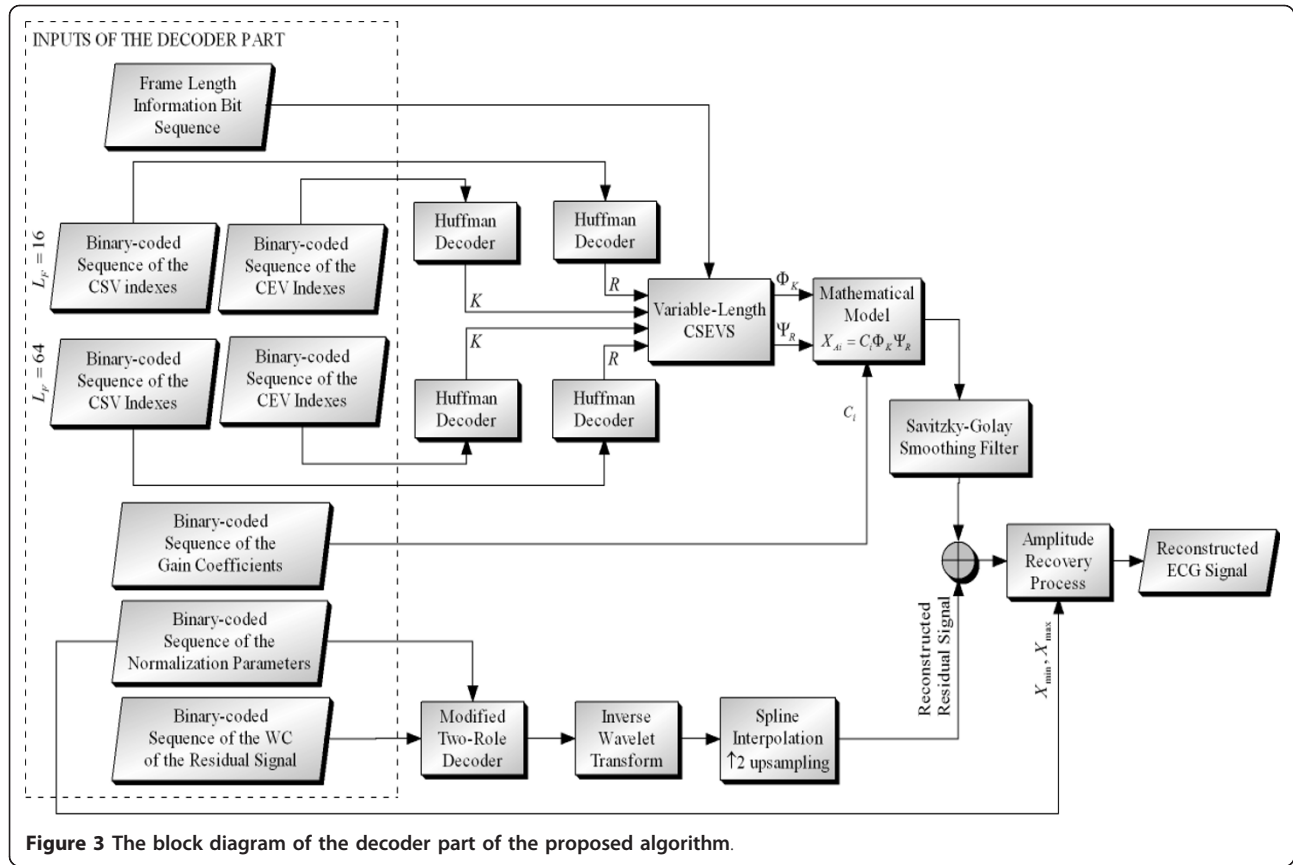 INPUTS OF THE DECODER PART
Frame Length
Information Bit
Sequence
L_F = 16
Binary-coded
Sequence of the
CSV indexes
Binary-coded
Sequence of the
CEV Indexes
Huffman
Decoder
Huffman
Decoder
K
R
L_F = 64
Binary-coded
Sequence of the
CSV Indexes
Binary-coded
Sequence of the
CEV Indexes
K
R
Huffman
Decoder
Huffman
Decoder
Variable-Length
CSEVS
Φ_K
Ψ_R
Mathematical
Model
X_Ai = C_iΦ_KΨ_R
C_i
Savitzky-Golay
Smoothing Filter
Binary-coded
Sequence of the
Gain Coefficients
Binary-coded
Sequence of the
Normalization Parameters
Binary-coded
Sequence of the WC
of the Residual Signal
Modified
Two-Role
Decoder
Inverse
Wavelet
Transform
Spline
Interpolation
↑2 upsampling
Reconstructed
Residual Signal
Amplitude
Recovery
Process
X_min, X_max
Reconstructed
ECG Signal
Figure 3 The block diagram of the decoder part of the proposed algorithm.